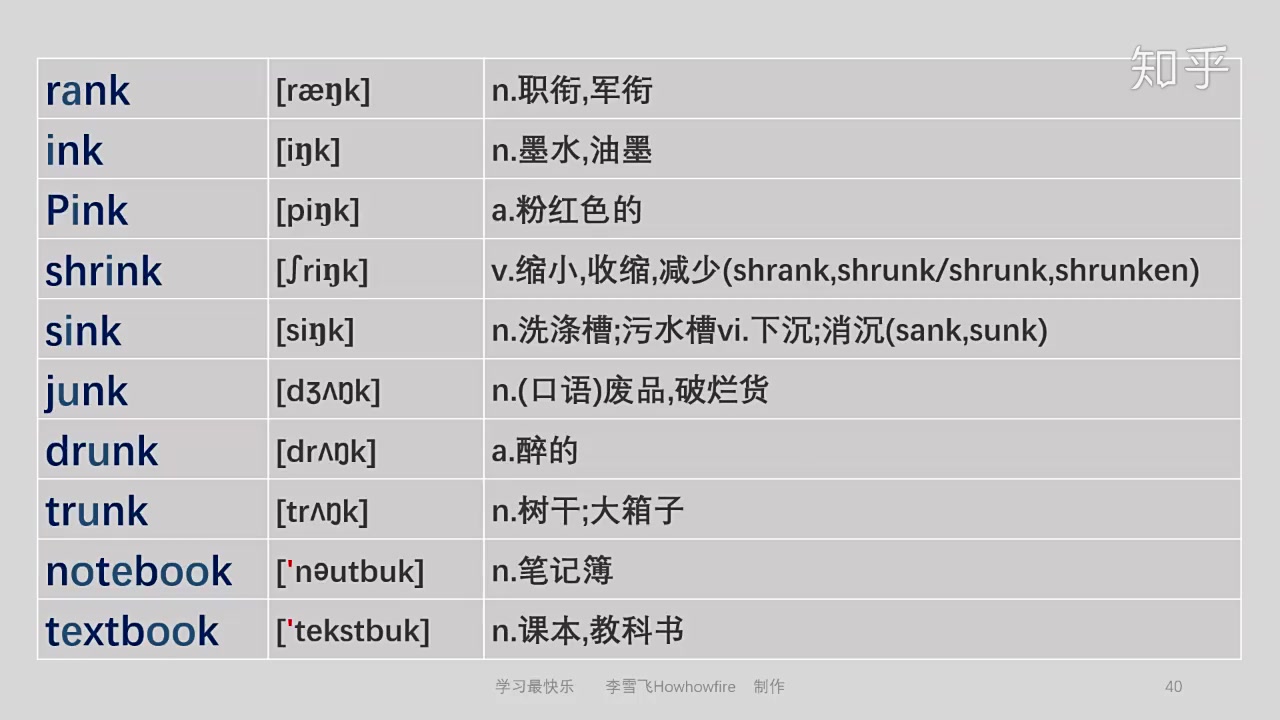 知乎
rank [ræŋk] n.职衔,军衔
ink [iŋk] n.墨水,油墨
Pink [piŋk] a.粉红色的
shrink [ʃriŋk] v.缩小,收缩,减少(shrank,shrunk/shrunk,shrunken)
sink [siŋk] n.洗涤槽;污水槽vi.下沉;消沉(sank,sunk)
junk [dʒʌŋk] n.(口语)废品,破烂货
drunk [drʌŋk] a.醉的
trunk [trʌŋk] n.树干;大箱子
notebook ['nəutbuk] n.笔记簿
textbook ['tekstbuk] n.课本,教科书
学习最快乐 李雪飞Howhowfire 制作 40